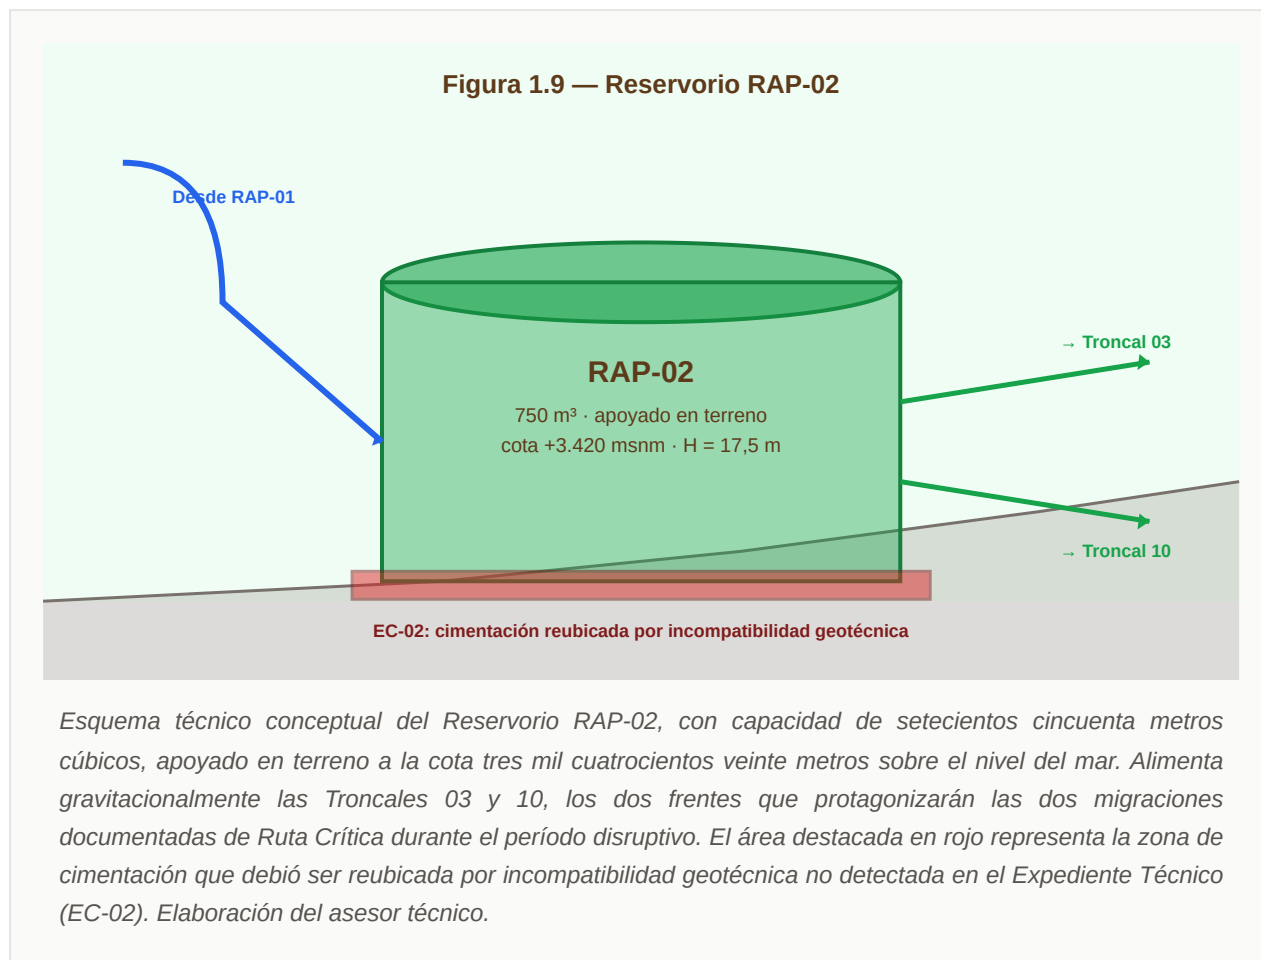 Figura 1.9 — Reservorio RAP-02
Desde RAP-01
→ Troncal 03
RAP-02
750 m³ · apoyado en terreno
cota +3.420 msnm · H = 17,5 m
→ Troncal 10
EC-02: cimentación reubicada por incompatibilidad geotécnica
Esquema técnico conceptual del Reservorio RAP-02, con capacidad de setecientos cincuenta metros
cúbicos, apoyado en terreno a la cota tres mil cuatrocientos veinte metros sobre el nivel del mar. Alimenta
gravitacionalmente las Troncales 03 y 10, los dos frentes que protagonizarán las dos migraciones
documentadas de Ruta Crítica durante el período disruptivo. El área destacada en rojo representa la zona de
cimentación que debió ser reubicada por incompatibilidad geotécnica no detectada en el Expediente Técnico
(EC-02). Elaboración del asesor técnico.